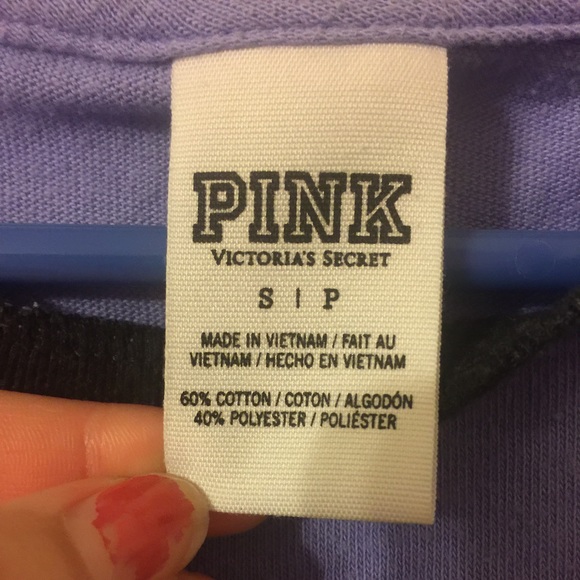 PINK
VICTORIA'S SECRET
S | P
MADE IN VIETNAM / FAIT AU
VIETNAM / HECHO EN VIETNAM
60% COTTON / COTON / ALGODÓN
40% POLYESTER / POLIÉSTER